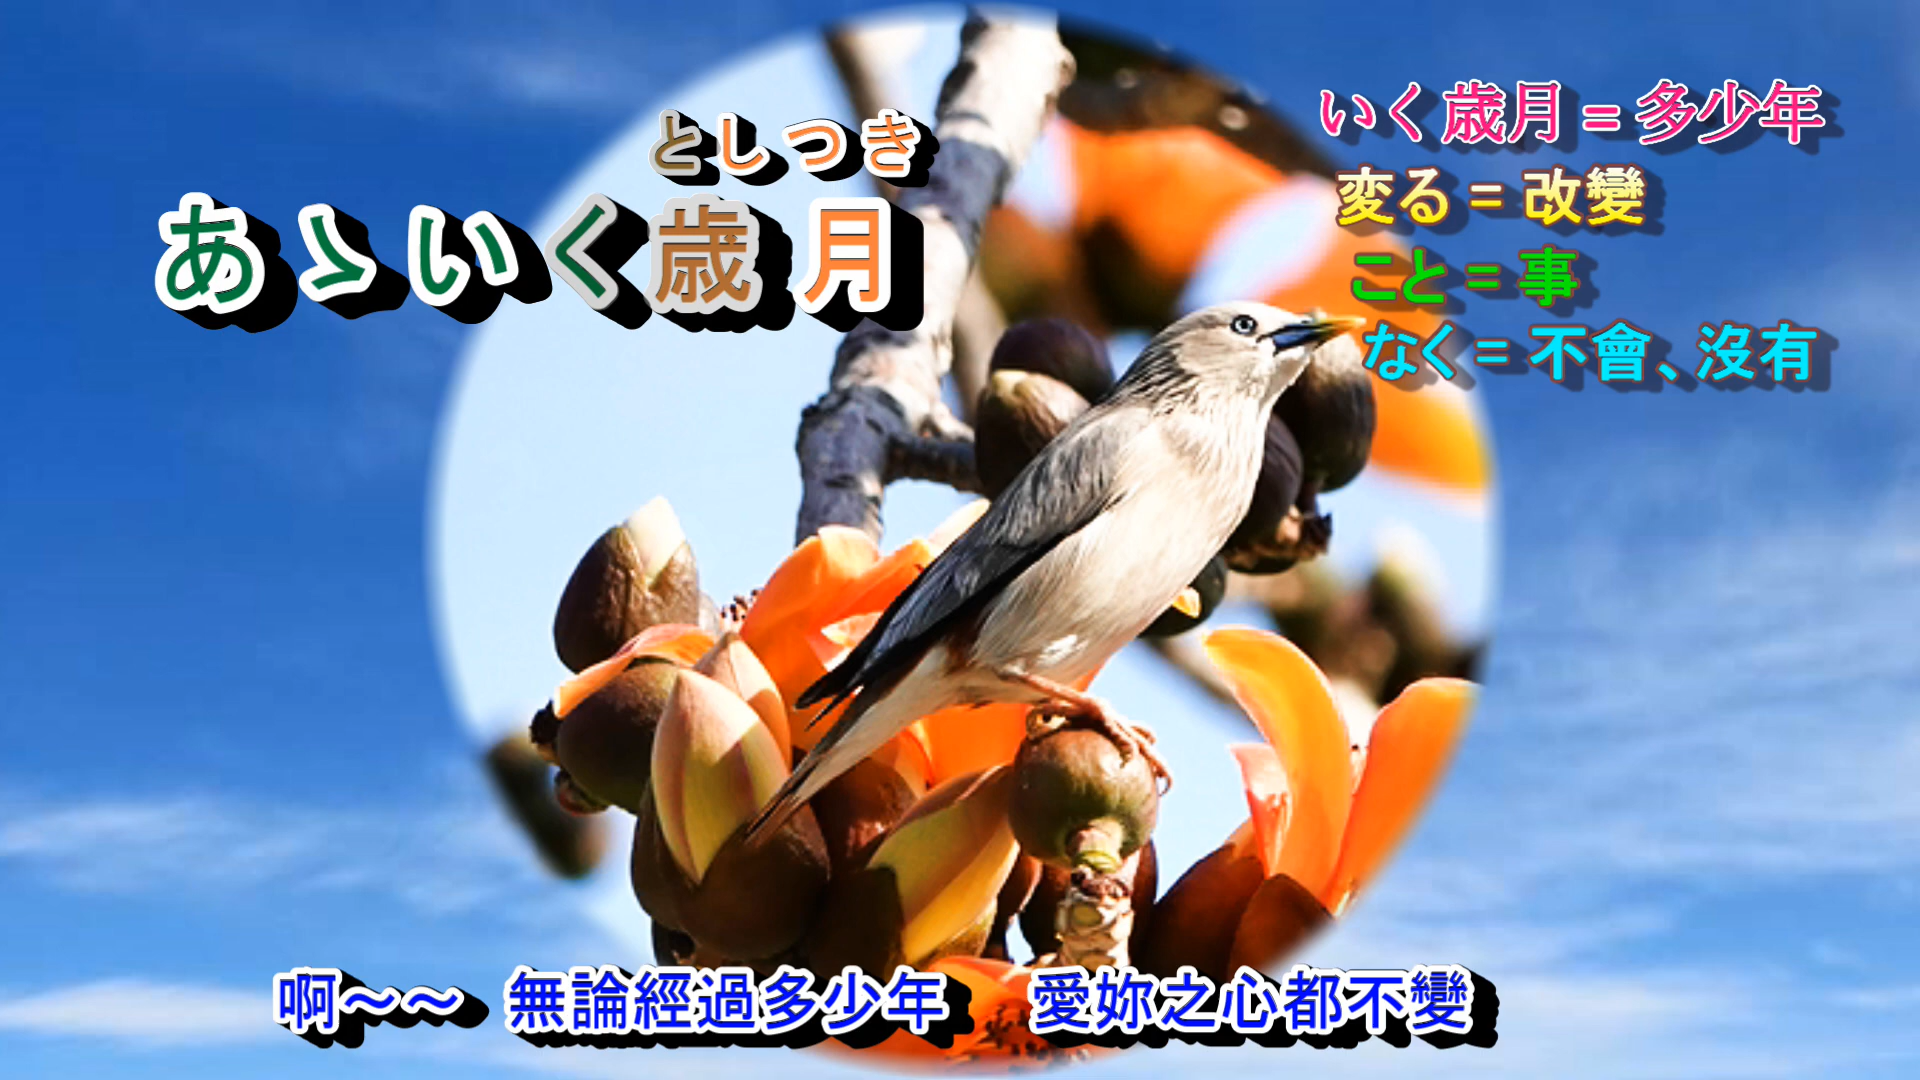 としつき
あゝいく歳月
いく歳月=多少年
変る=改變
こと=事
なく=不會、沒有
啊～～ 無論經過多少年 愛妳之心都不變